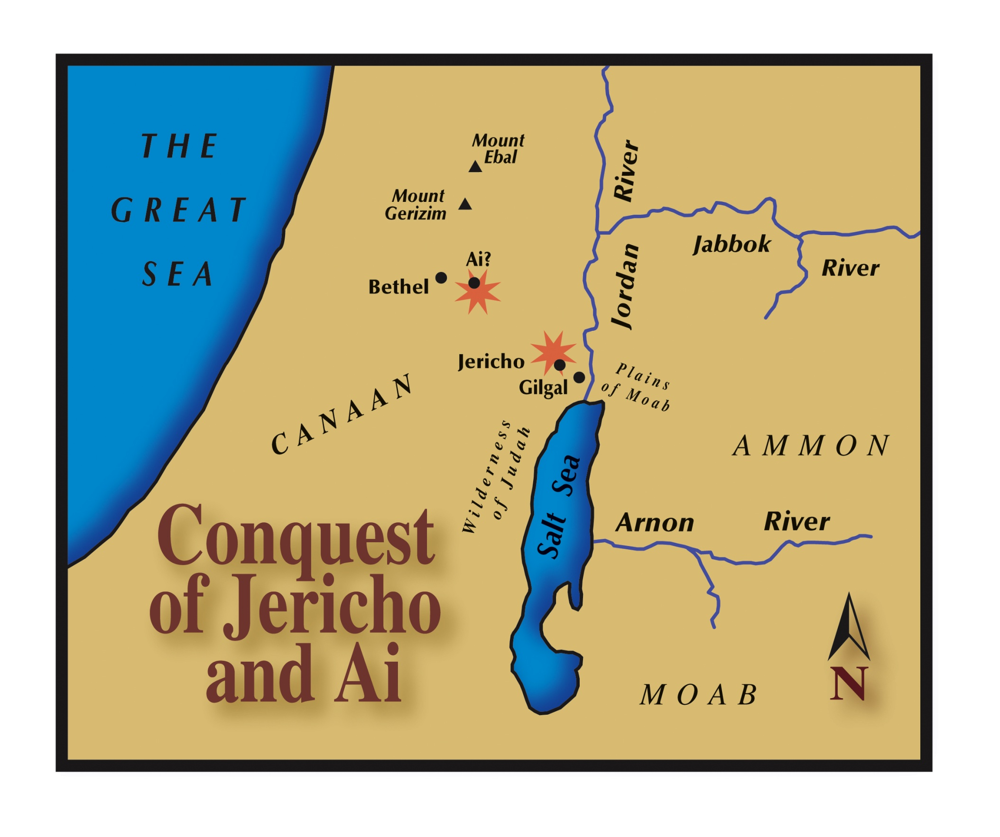 THE
GREAT
SEA
Mount
Ebal
Mount
Gerizim
River
Jordan
Jabbok
River
Ai?
Bethel
Jericho
Gilgal
Plains
of Moab
CANAAN
Wilderness
of Judah
Salt Sea
AMMON
Arnon River
MOAB
Conquest
of Jericho
and Ai
N